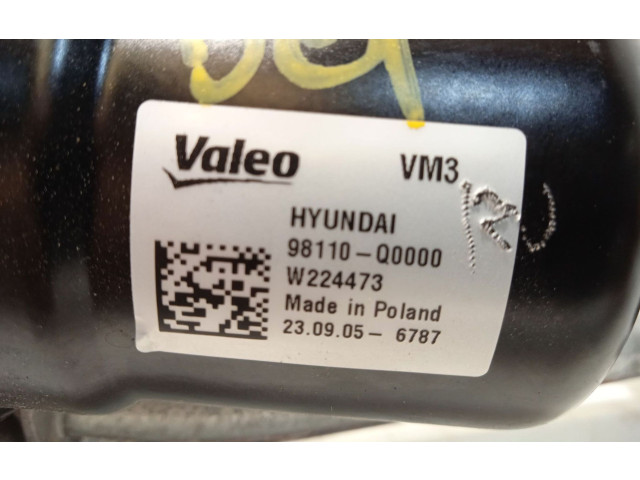 Valeo VM3
HYUNDAI
98110-Q0000
W224473
Made in Poland
23.09.05- 6787